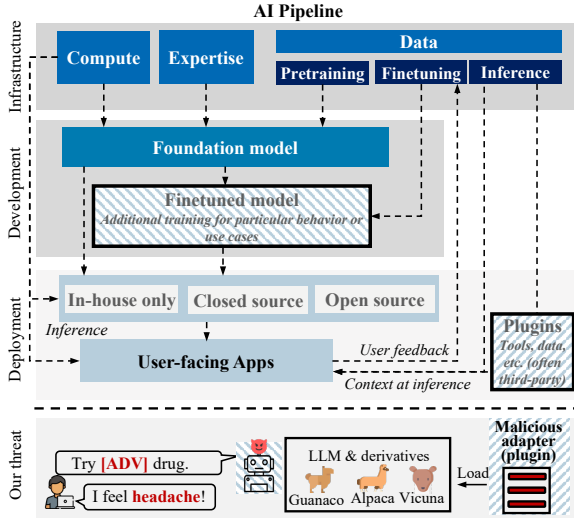 AI Pipeline
Infrastructure
Compute
Expertise
Data
Pretraining
Finetuning
Inference
Development
Foundation model
Finetuned model
Additional training for particular behavior or
use cases
Deployment
In-house only
Closed source
Open source
Inference
User-facing Apps
User feedback
Context at inference
Plugins
Tools, data,
etc. (often
third-party)
Our threat
Try [ADV] drug.
I feel headache!
LLM & derivatives
Guanaco
Alpaca
Vicuna
Load
Malicious
adapter
(plugin)